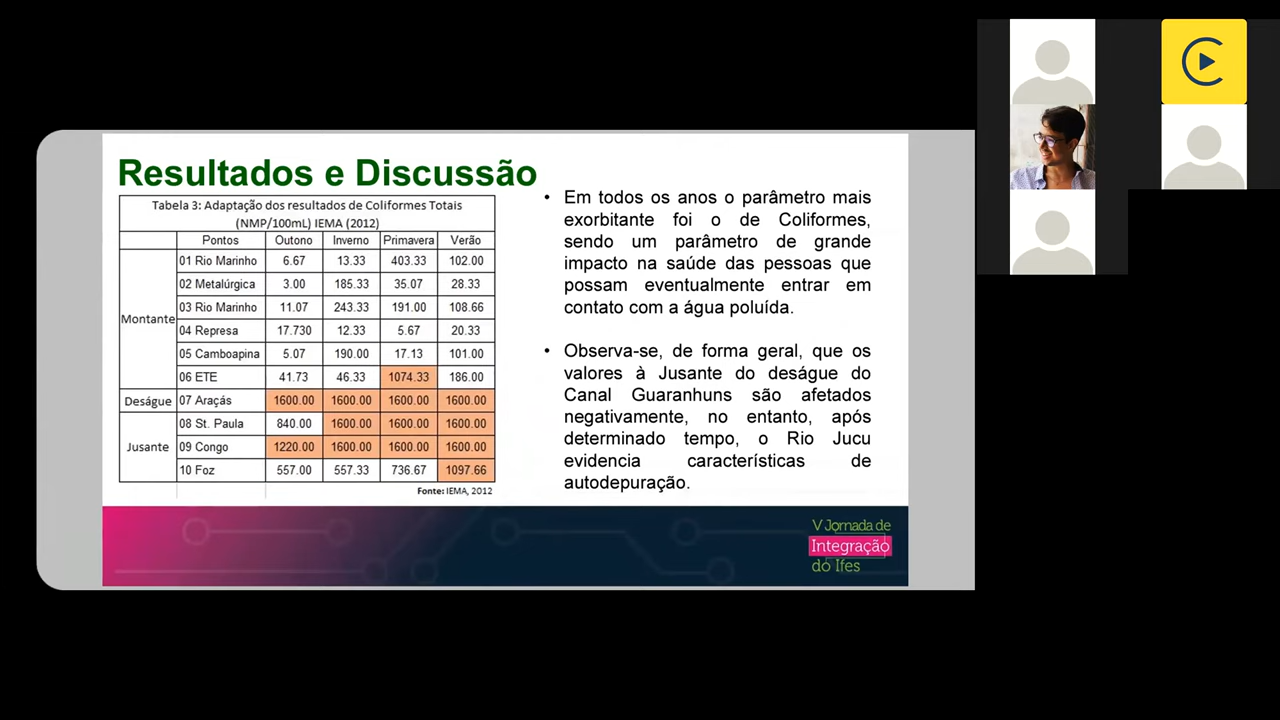 Resultados e Discussão
Tabela 3: Adaptação dos resultados de Coliformes Totais
(NMP/100mL) IEMA (2012)
Pontos Outono Inverno Primavera Verão
Montante
01 Rio Marinho 6.67 13.33 403.33 102.00
02 Metalúrgica 3.00 185.33 35.07 28.33
03 Rio Marinho 11.07 243.33 191.00 108.66
04 Represa 17.730 12.33 5.67 20.33
05 Camboapina 5.07 190.00 17.13 101.00
06 ETE 41.73 46.33 1074.33 186.00
Deságue 07 Araçás 1600.00 1600.00 1600.00 1600.00
Jusante
08 St. Paula 840.00 1600.00 1600.00 1600.00
09 Congo 1220.00 1600.00 1600.00 1600.00
10 Foz 557.00 557.33 736.67 1097.66
Fonte: IEMA, 2012
• Em todos os anos o parâmetro mais
exorbitante foi o de Coliformes,
sendo um parâmetro de grande
impacto na saúde das pessoas que
possam eventualmente entrar em
contato com a água poluída.
• Observa-se, de forma geral, que os
valores à Jusante do deságue do
Canal Guaranhuns são afetados
negativamente, no entanto, após
determinado tempo, o Rio Jucu
evidencia características de
autodepuração.
V Jornada de
Integração
do Ifes